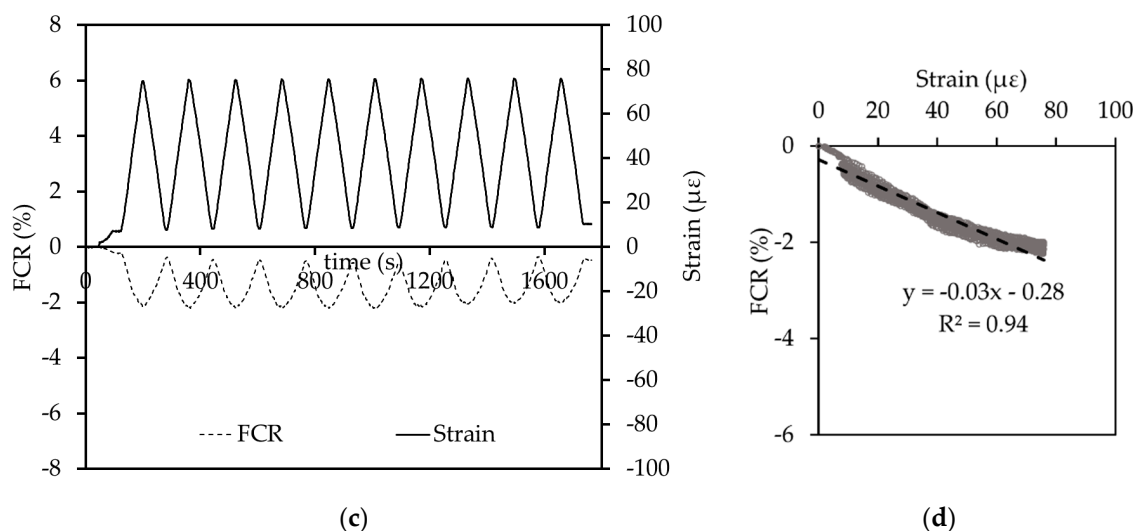 8
6
4
2
0
-2
-4
-6
-8
FCR (%)
0
400
800
1200
1600
time (s)
100
80
60
40
20
0
-20
-40
-60
-80
-100
Strain (με)
FCR
Strain
(c)
Strain (με)
0 20 40 60 80 100
0
-2
-4
-6
FCR (%)
y = -0.03x - 0.28
R² = 0.94
(d)